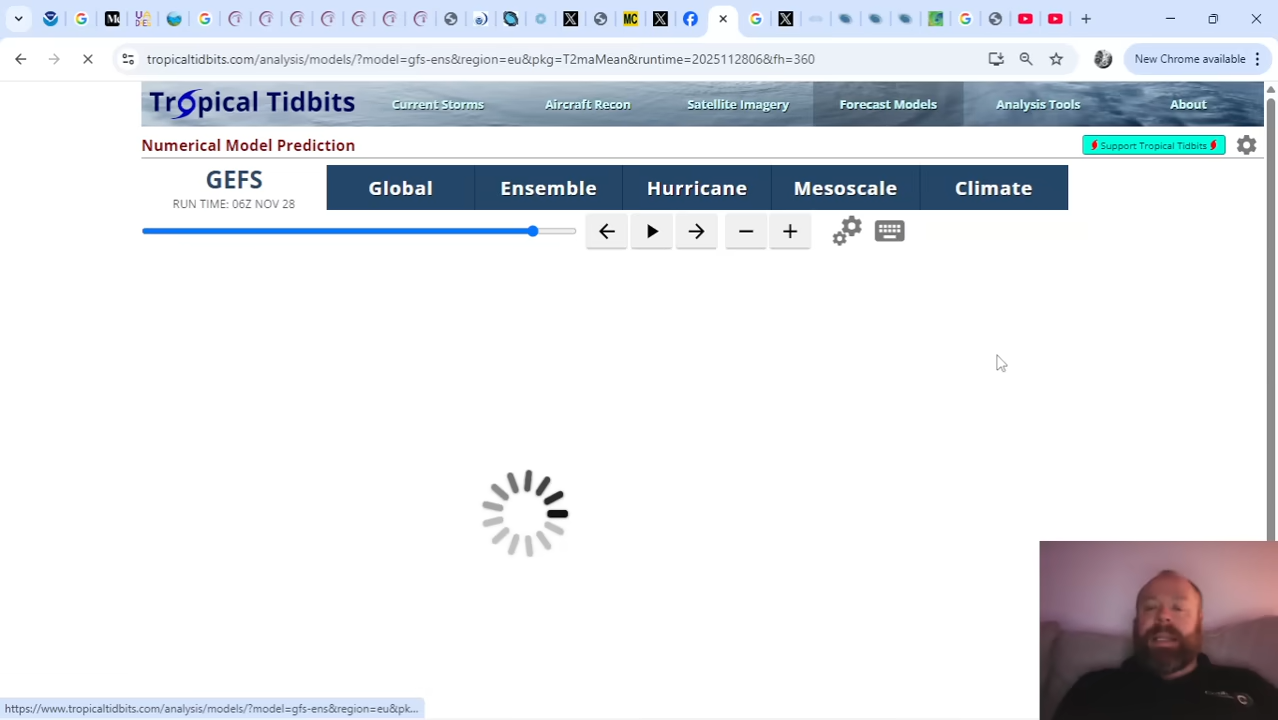 tropicaltidbits.com/analysis/models/?model=gfs-ens&region=eu&pkg=T2maMean&runtime=2025112806&fh=360
New Chrome available
Tropical Tidbits
Current Storms
Aircraft Recon
Satellite Imagery
Forecast Models
Analysis Tools
About
Numerical Model Prediction
Support Tropical Tidbits
GEFS
RUN TIME: 06Z NOV 28
Global
Ensemble
Hurricane
Mesoscale
Climate
https://www.tropicaltidbits.com/analysis/models/?model=gfs-ens&region=eu&pk...